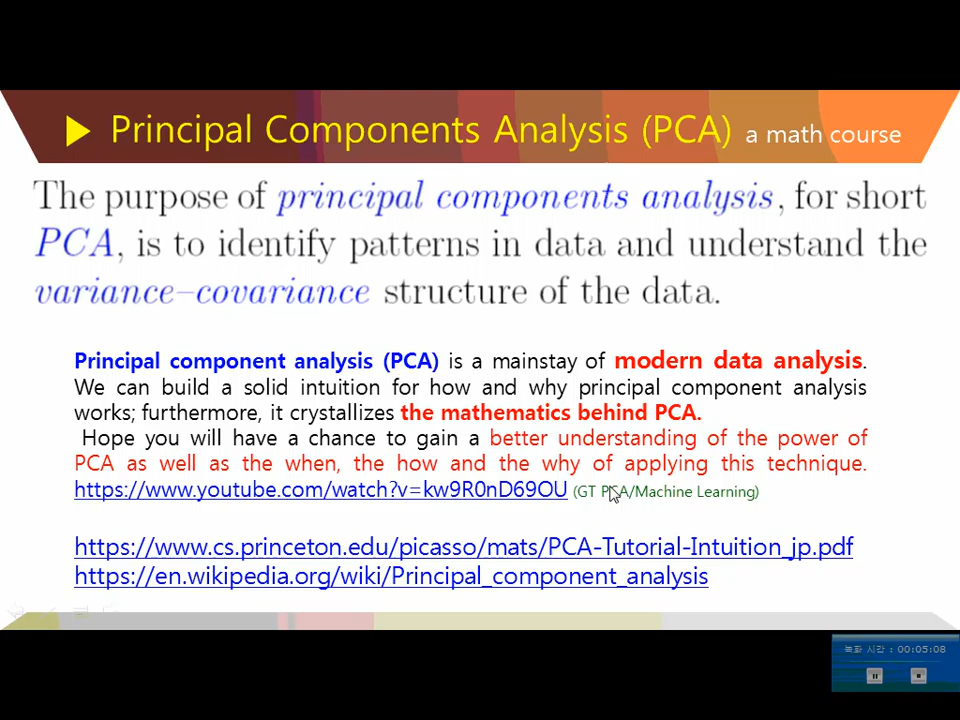 Principal Components Analysis (PCA) a math course
The purpose of principal components analysis, for short
PCA, is to identify patterns in data and understand the
variance–covariance structure of the data.
Principal component analysis (PCA) is a mainstay of modern data analysis.
We can build a solid intuition for how and why principal component analysis
works; furthermore, it crystallizes the mathematics behind PCA.
Hope you will have a chance to gain a better understanding of the power of
PCA as well as the when, the how and the why of applying this technique.
https://www.youtube.com/watch?v=kw9R0nD69OU (GT PCA/Machine Learning)
https://www.cs.princeton.edu/picasso/mats/PCA-Tutorial-Intuition_jp.pdf
https://en.wikipedia.org/wiki/Principal_component_analysis
녹화 시간 : 00:05:08